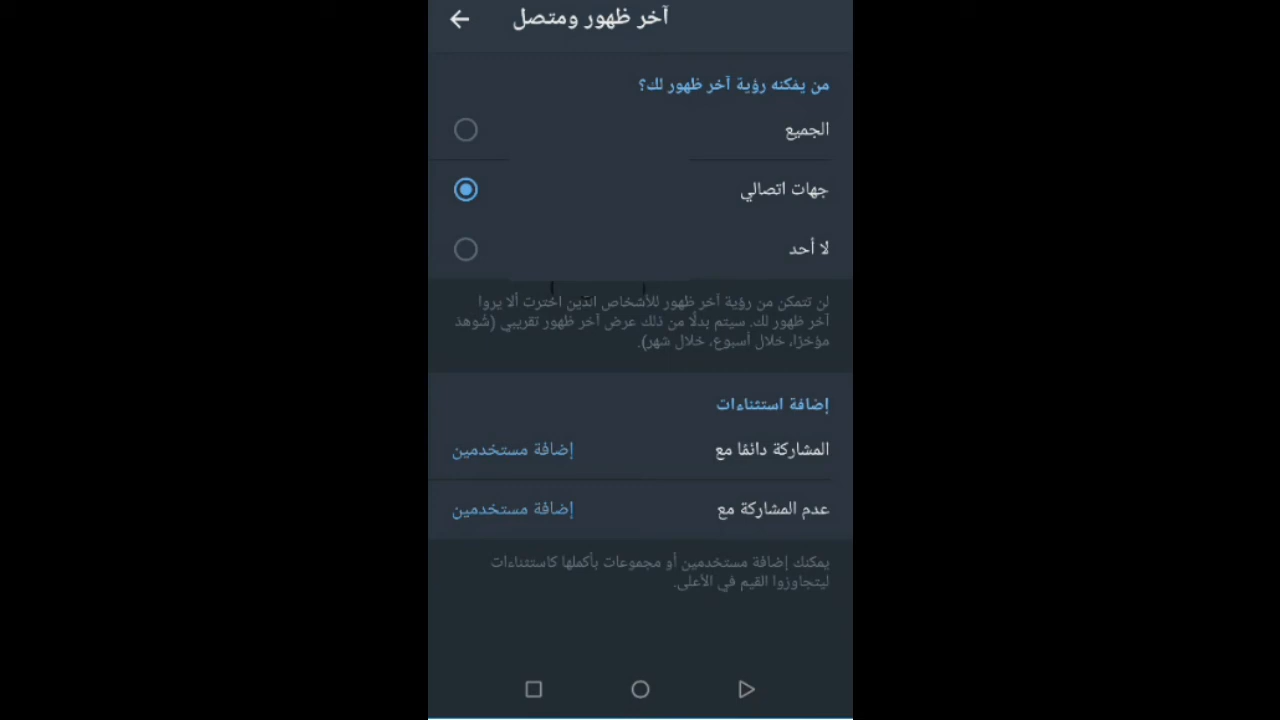 آخر ظهور ومتصل
من يمكنه رؤية آخر ظهور لك؟
الجميع
جهات اتصالي
لا أحد
لن تتمكن من رؤية آخر ظهور للأشخاص الذين اخترت ألا يروا
آخر ظهور لك. سيتم بدلًا من ذلك عرض آخر ظهور تقريبي (شُوهد
مؤخرًا، خلال أسبوع، خلال شهر).
إضافة استثناءات
المشاركة دائمًا مع إضافة مستخدمين
عدم المشاركة مع إضافة مستخدمين
يمكنك إضافة مستخدمين أو مجموعات بأكملها كاستثناءات
ليتجاوزوا القيم في الأعلى.